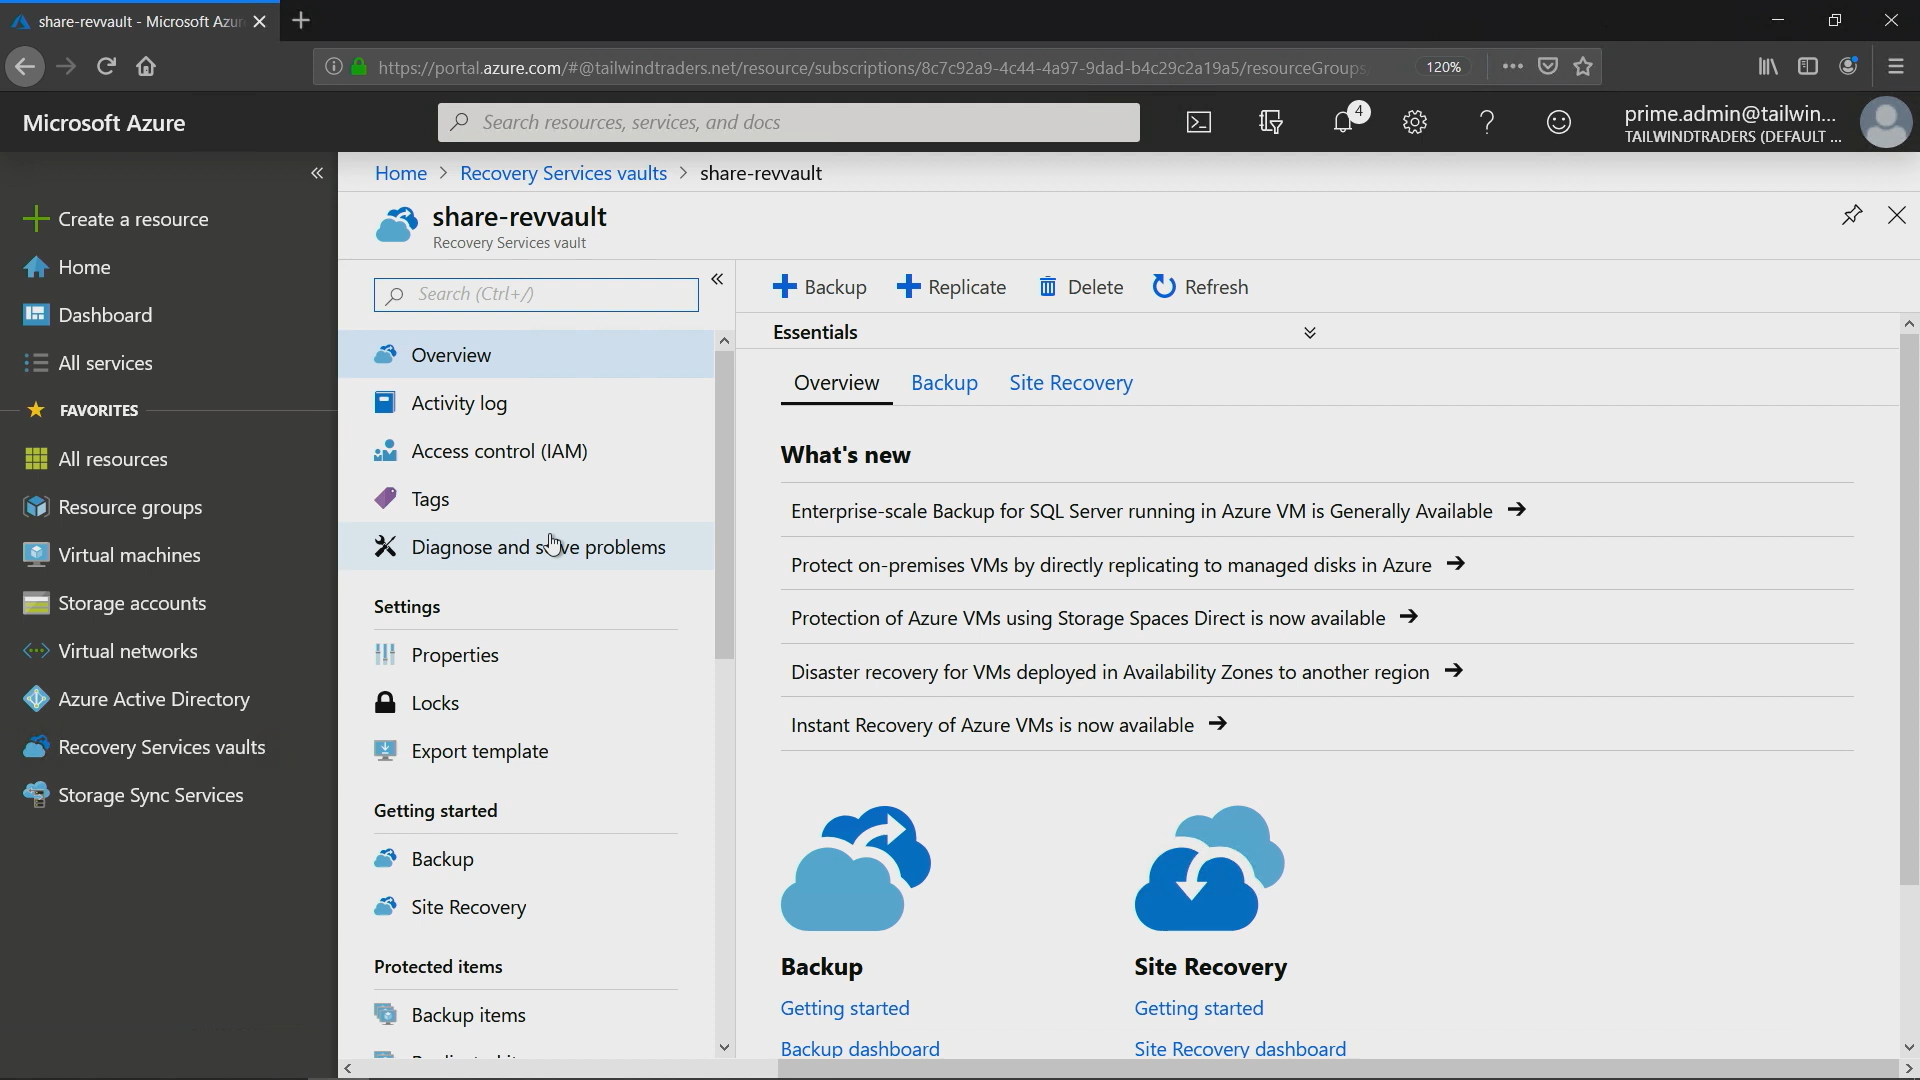 share-revvault - Microsoft Azur
https://portal.azure.com/#@tailwindtraders.net/resource/subscriptions/8c7c92a9-4c44-4a97-9dad-b4c29c2a19a5/resourceGroups/
120%
Microsoft Azure
Search resources, services, and docs
4
prime.admin@tailwin...
TAILWINDTRADERS (DEFAULT ...
Create a resource
Home
Dashboard
All services
FAVORITES
All resources
Resource groups
Virtual machines
Storage accounts
Virtual networks
Azure Active Directory
Recovery Services vaults
Storage Sync Services
Home > Recovery Services vaults > share-revvault
share-revvault
Recovery Services vault
Search (Ctrl+/)
Overview
Activity log
Access control (IAM)
Tags
Diagnose and solve problems
Settings
Properties
Locks
Export template
Getting started
Backup
Site Recovery
Protected items
Backup items
Backup
Replicate
Delete
Refresh
Essentials
Overview
Backup
Site Recovery
What's new
Enterprise-scale Backup for SQL Server running in Azure VM is Generally Available
Protect on-premises VMs by directly replicating to managed disks in Azure
Protection of Azure VMs using Storage Spaces Direct is now available
Disaster recovery for VMs deployed in Availability Zones to another region
Instant Recovery of Azure VMs is now available
Backup
Getting started
Backup dashboard
Site Recovery
Getting started
Site Recovery dashboard